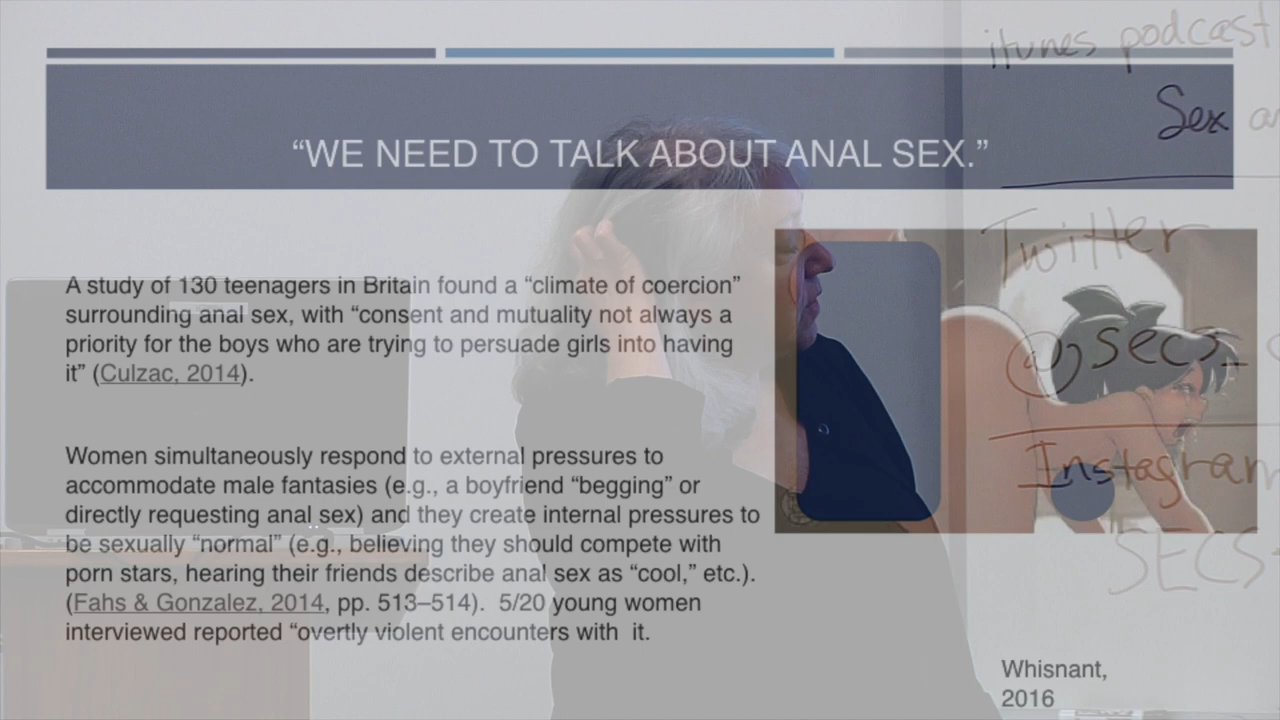 itunes podcast
Sex
“WE NEED TO TALK ABOUT ANAL SEX.”
Twitter
A study of 130 teenagers in Britain found a “climate of coercion”
surrounding anal sex, with “consent and mutuality not always a
priority for the boys who are trying to persuade girls into having
it” (Culzac, 2014).
@jsecs_
Women simultaneously respond to external pressures to
accommodate male fantasies (e.g., a boyfriend “begging” or
directly requesting anal sex) and they create internal pressures to
be sexually “normal” (e.g., believing they should compete with
porn stars, hearing their friends describe anal sex as “cool,” etc.).
(Fahs & Gonzalez, 2014, pp. 513–514).  5/20 young women
interviewed reported “overtly violent encounters with  it.
Instagram
SECS
Whisnant,
2016